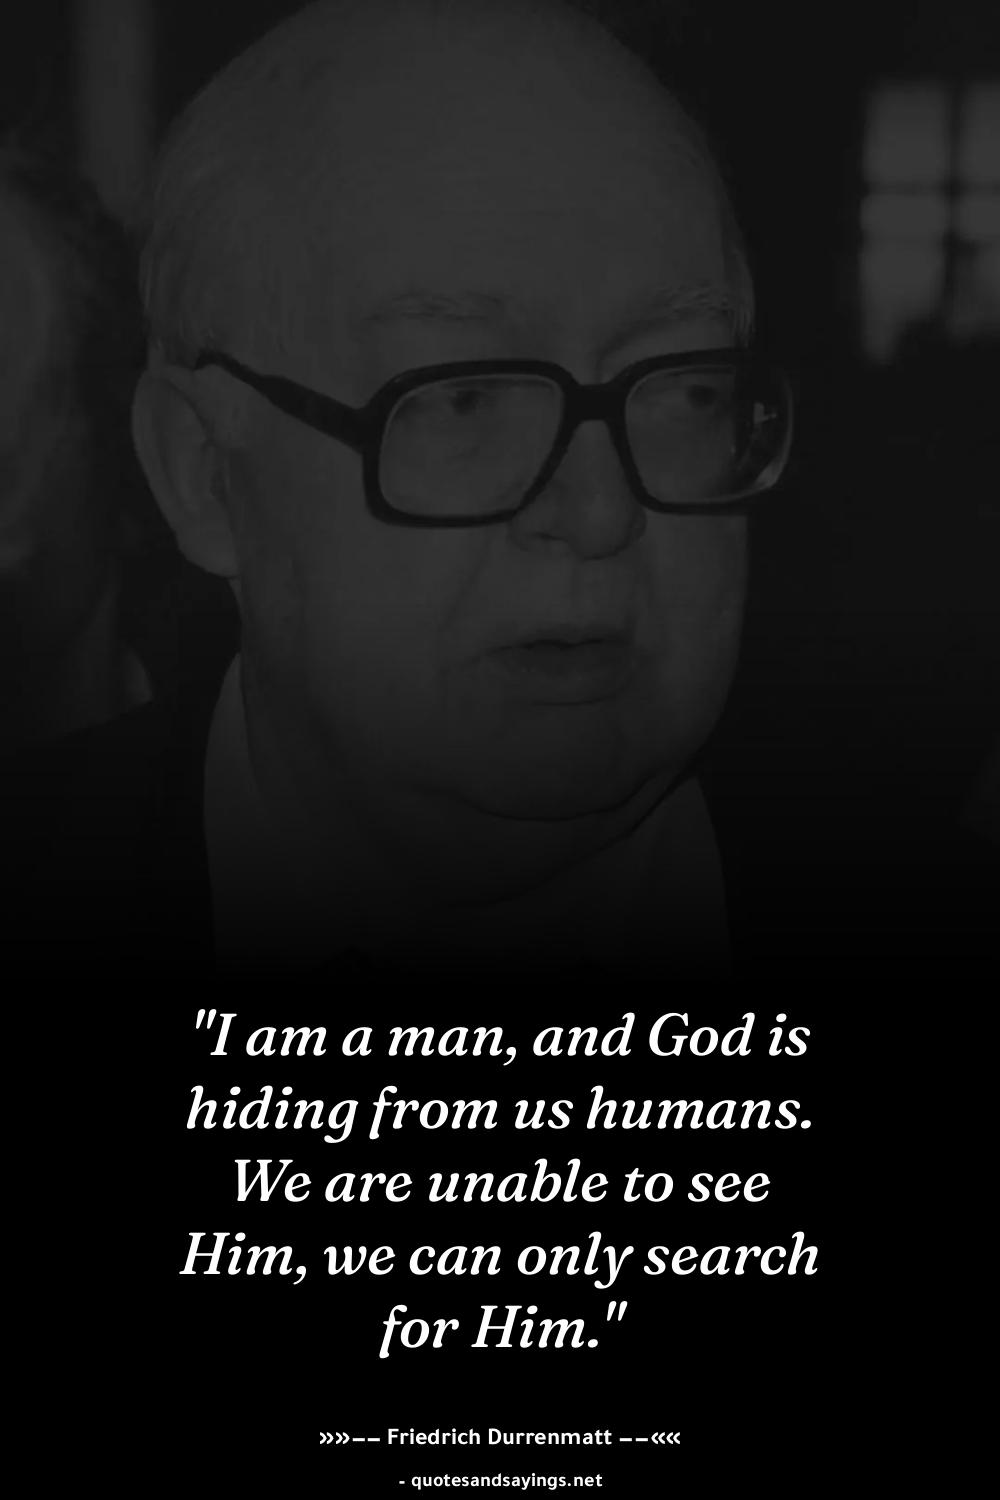 "I am a man, and God is
hiding from us humans.
We are unable to see
Him, we can only search
for Him."
»»−− Friedrich Durrenmatt −−««
- quotesandsayings.net